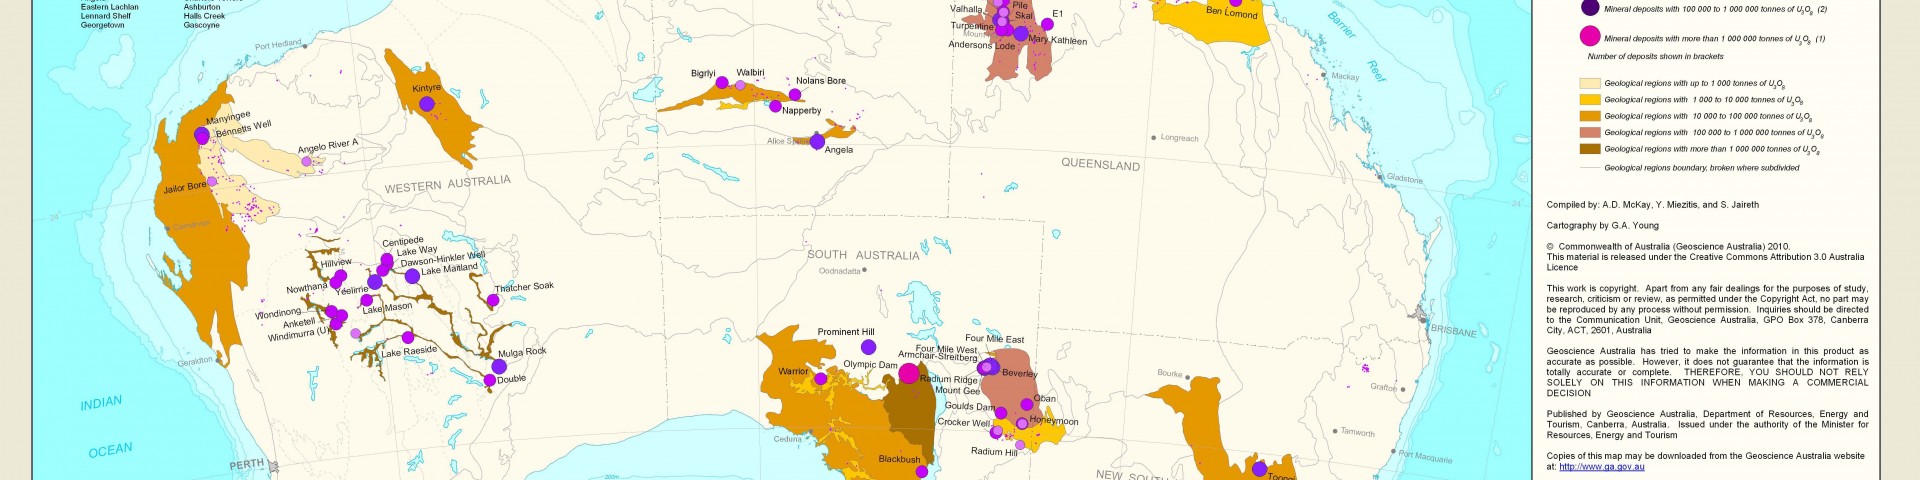 Eastern Lachlan
Lennard Shelf
Georgetown
Ashburton
Halls Creek
Gascoyne
Port Hedland
Kintyre
Manyingee
Bennetts Well
Angelo River A
Jailor Bore
Carnarvon
24°
WESTERN AUSTRALIA
Centipede
Lake Way
Dawson-Hinkler Well
Lake Maitland
Hillview
Nowthanna
Yeelirrie
Thatcher Soak
Wondinong
Lake Mason
Anketell
Windimurra (U)
Lake Raeside
Mulga Rock
Double
Geraldton
INDIAN
OCEAN
PERTH
Bigrlyi
Walbiri
Nolans Bore
Napperby
Angela
Valhalla
Pile
Skal
E1
Turpentine
Mary Kathleen
Andersons Lode
Ben Lomond
Barrier
Reef
Mackay
Longreach
QUEENSLAND
Gladstone
24°
SOUTH AUSTRALIA
Oodnadatta
BRISBANE
Prominent Hill
Four Mile East
Four Mile West
Armchair-Streitberg
Olympic Dam
Warrior
Radium Ridge
Beverley
Mount Gee
Oban
Goulds Dam
Crocker Well
Honeymoon
Radium Hill
Ceduna
Blackbush
200m
Bourke
Grafton
Tamworth
Port Macquarie
NEW SOUTH
Mineral deposits with 100 000 to 1 000 000 tonnes of U3O8 (2)
Mineral deposits with more than 1 000 000 tonnes of U3O8 (1)
Number of deposits shown in brackets
Geological regions with up to 1 000 tonnes of U3O8
Geological regions with 1 000 to 10 000 tonnes of U3O8
Geological regions with 10 000 to 100 000 tonnes of U3O8
Geological regions with 100 000 to 1 000 000 tonnes of U3O8
Geological regions with more than 1 000 000 tonnes of U3O8
Geological regions boundary, broken where subdivided
Compiled by: A.D. McKay, Y. Miezitis, and S. Jaireth
Cartography by G.A. Young
© Commonwealth of Australia (Geoscience Australia) 2010.
This material is released under the Creative Commons Attribution 3.0 Australia
Licence
This work is copyright. Apart from any fair dealings for the purposes of study,
research, criticism or review, as permitted under the Copyright Act, no part may
be reproduced by any process without permission. Inquiries should be directed
to the Communication Unit, Geoscience Australia, GPO Box 378, Canberra
City, ACT, 2601, Australia
Geoscience Australia has tried to make the information in this product as
accurate as possible. However, it does not guarantee that the information is
totally accurate or complete. THEREFORE, YOU SHOULD NOT RELY
SOLELY ON THIS INFORMATION WHEN MAKING A COMMERCIAL
DECISION
Published by Geoscience Australia, Department of Resources, Energy and
Tourism, Canberra, Australia. Issued under the authority of the Minister for
Resources, Energy and Tourism
Copies of this map may be downloaded from the Geoscience Australia website
at: http://www.ga.gov.au